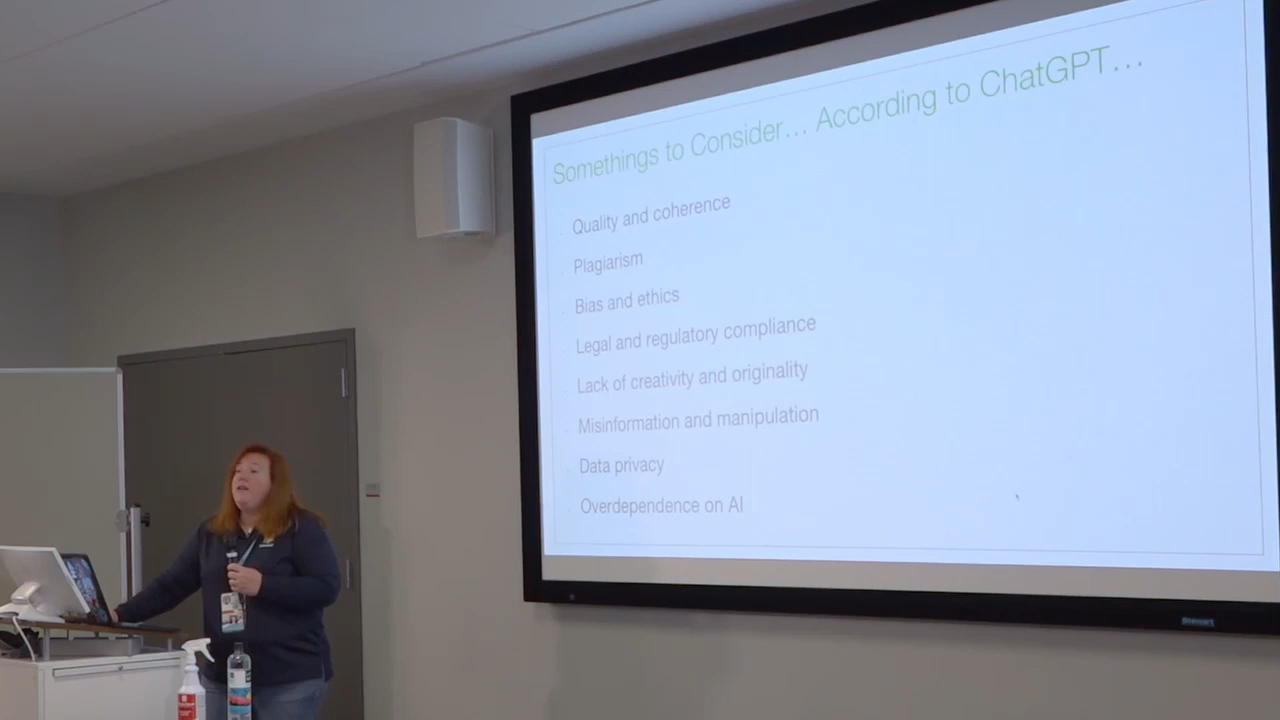 Somethings to Consider... According to ChatGPT...
Quality and coherence
Plagiarism
Bias and ethics
Legal and regulatory compliance
Lack of creativity and originality
Misinformation and manipulation
Data privacy
Overdependence on AI
Stewart